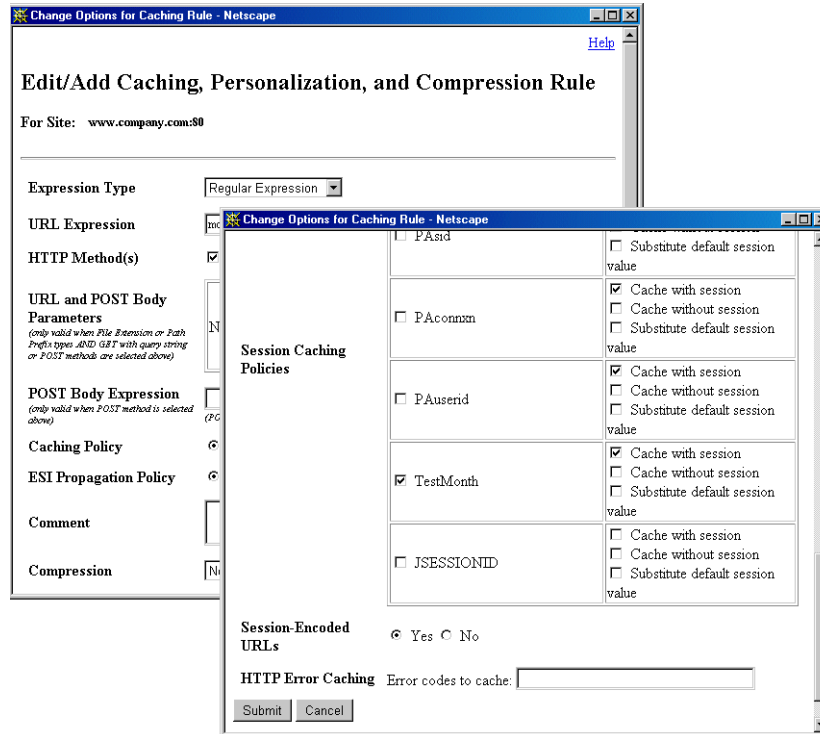 Change Options for Caching Rule - Netscape
Help
Edit/Add Caching, Personalization, and Compression Rule
For Site: www.company.com:80
Expression Type
Regular Expression
URL Expression
HTTP Method(s)
URL and POST Body
Parameters
(only valid when File Extension or Path
Prefix types AND GET with query string
or POST methods are selected above)
N
POST Body Expression
(only valid when POST method is selected
above)
(PO
Caching Policy
ESI Propagation Policy
Comment
Compression
Change Options for Caching Rule - Netscape
PAsid
Substitute default session
value
Session Caching
Policies
PAconnxn
Cache with session
Cache without session
Substitute default session
value
PAuserid
Cache with session
Cache without session
Substitute default session
value
TestMonth
Cache with session
Cache without session
Substitute default session
value
JSESSIONID
Cache with session
Cache without session
Substitute default session
value
Session-Encoded
URLs
Yes No
HTTP Error Caching Error codes to cache:
Submit Cancel